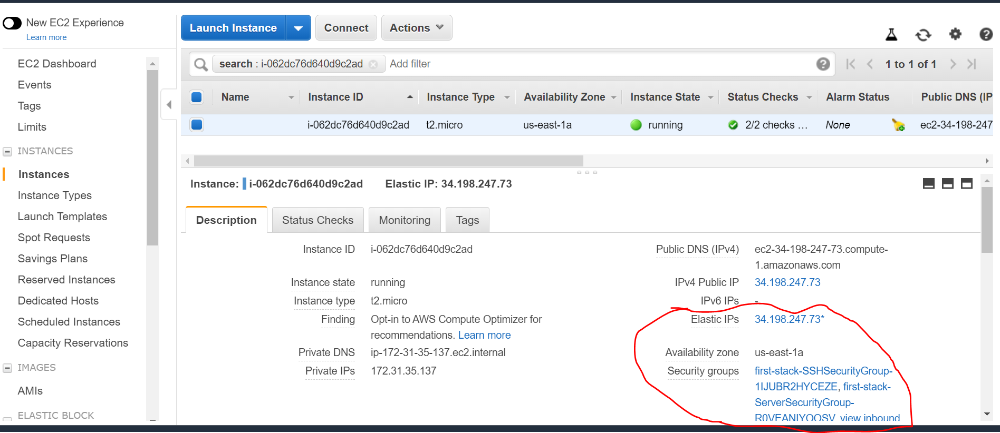 New EC2 Experience
Learn more
EC2 Dashboard
Events
Tags
Limits
INSTANCES
Instances
Instance Types
Launch Templates
Spot Requests
Savings Plans
Reserved Instances
Dedicated Hosts
Scheduled Instances
Capacity Reservations
IMAGES
AMIs
ELASTIC BLOCK
Launch Instance Connect Actions
search : i-062dc76d640d9c2ad Add filter 1 to 1 of 1
Name Instance ID Instance Type Availability Zone Instance State Status Checks Alarm Status Public DNS (IP
i-062dc76d640d9c2ad t2.micro us-east-1a running 2/2 checks ... None ec2-34-198-247
Instance: i-062dc76d640d9c2ad Elastic IP: 34.198.247.73
Description Status Checks Monitoring Tags
Instance ID i-062dc76d640d9c2ad
Instance state running
Instance type t2.micro
Finding Opt-in to AWS Compute Optimizer for
recommendations. Learn more
Private DNS ip-172-31-35-137.ec2.internal
Private IPs 172.31.35.137
Public DNS (IPv4) ec2-34-198-247-73.compute-
1.amazonaws.com
IPv4 Public IP 34.198.247.73
IPv6 IPs -
Elastic IPs 34.198.247.73*
Availability zone us-east-1a
Security groups first-stack-SSHSecurityGroup-
1IJUBR2HYCEZE, first-stack-
ServerSecurityGroup-
view inbound